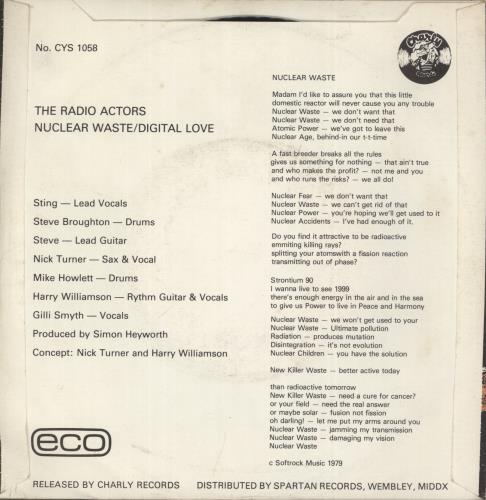 No. CYS 1058
Charly
Records
THE RADIO ACTORS
NUCLEAR WASTE/DIGITAL LOVE
Sting — Lead Vocals
Steve Broughton — Drums
Steve — Lead Guitar
Nick Turner — Sax & Vocal
Mike Howlett — Drums
Harry Williamson — Rythm Guitar & Vocals
Gilli Smyth — Vocals
Produced by Simon Heyworth
Concept: Nick Turner and Harry Williamson
NUCLEAR WASTE
Madam I'd like to assure you that this little
domestic reactor will never cause you any trouble
Nuclear Waste — we don't want that
Nuclear Waste — we don't need that
Atomic Power — we've got to leave this
Nuclear Age, behind-in our t-t-time
A fast breeder breaks all the rules
gives us something for nothing — that ain't true
and who makes the profit? — not me and you
and who runs the risks? — we all do!
Nuclear Fear — we don't want that
Nuclear Waste — we can't get rid of that
Nuclear Power — you're hoping we'll get used to it
Nuclear Accidents — I've had enough of it.
Do you find it attractive to be radioactive
emmiting killing rays?
splitting your atomswith a fission reaction
transmitting out of phase?
Strontium 90
I wanna live to see 1999
there's enough energy in the air and in the sea
to give us Power to live in Peace and Harmony
Nuclear Waste — we won't get used to your
Nuclear Waste — Ultimate pollution
Radiation — produces mutation
Disintegration — it's not evolution
Nuclear Children — you have the solution
New Killer Waste — better active today
than radioactive tomorrow
New Killer Waste — need a cure for cancer?
or your field — need the real answer
or maybe solar — fusion not fission
oh darling! — let me put my arms around you
Nuclear Waste — jamming my transmission
Nuclear Waste — damaging my vision
Nuclear Waste
c Softrock Music 1979
eco
RELEASED BY CHARLY RECORDS DISTRIBUTED BY SPARTAN RECORDS, WEMBLEY, MIDDX